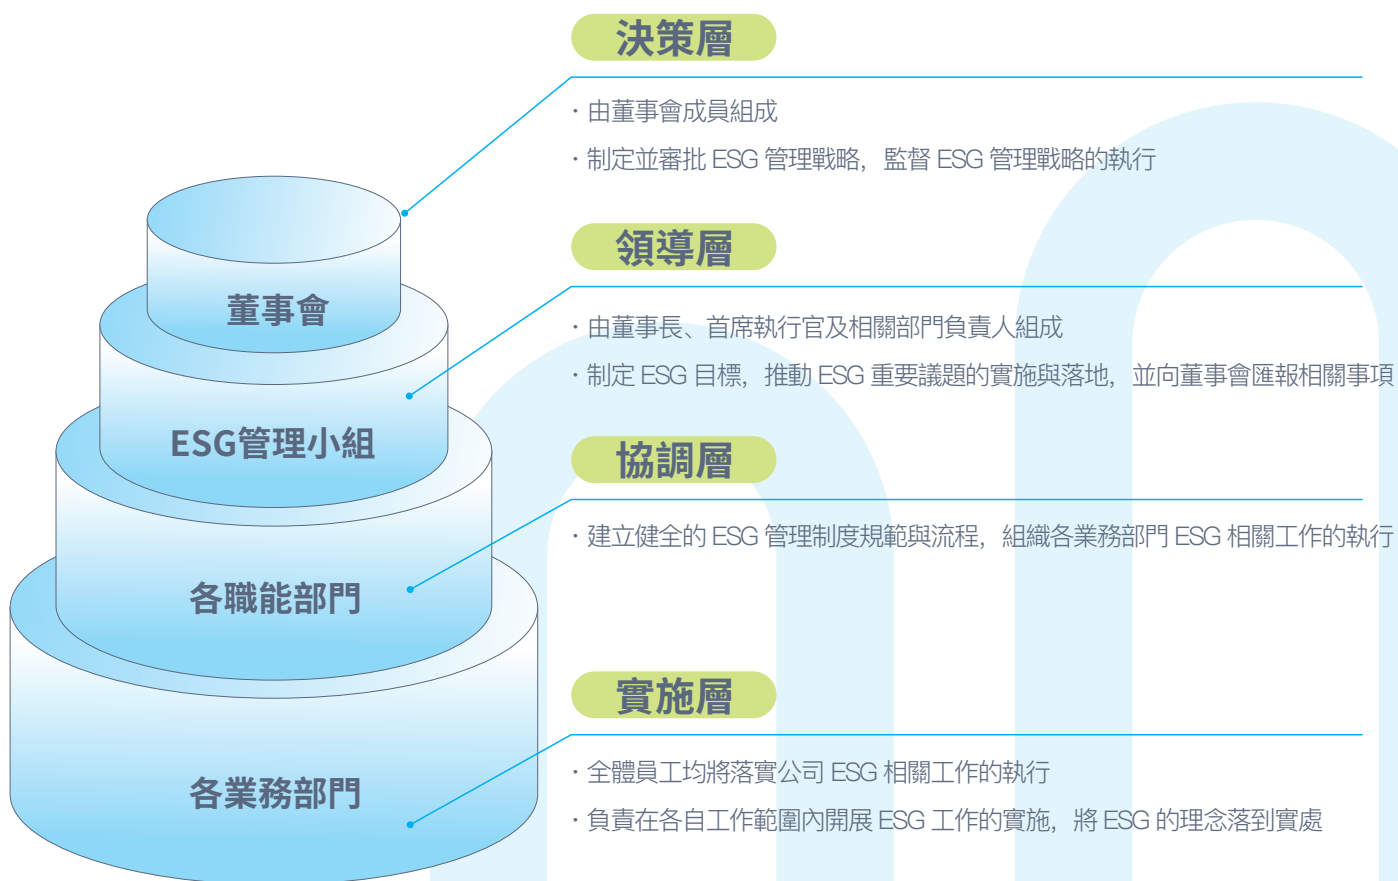 決策層
· 由董事會成員組成
· 制定並審批 ESG 管理戰略，監督 ESG 管理戰略的執行
董事會
領導層
· 由董事長、首席執行官及相關部門負責人組成
· 制定 ESG 目標，推動 ESG 重要議題的實施與落地，並向董事會匯報相關事項
ESG管理小組
協調層
· 建立健全的 ESG 管理制度規範與流程，組織各業務部門 ESG 相關工作的執行
各職能部門
實施層
· 全體員工均將落實公司 ESG 相關工作的執行
· 負責在各自工作範圍內開展 ESG 工作的實施，將 ESG 的理念落到實處
各業務部門